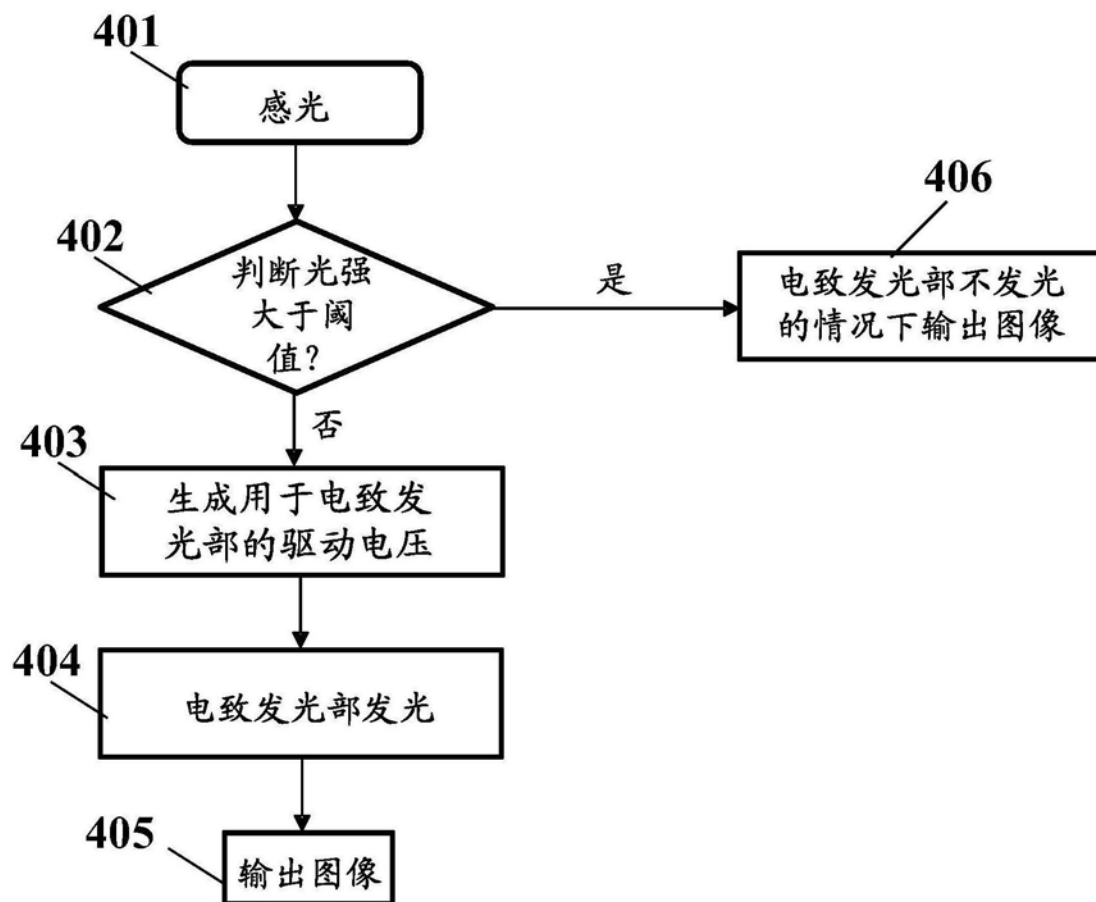 401
感光
402
判断光强
大于阈
值?
是
406
电致发光部不发光
的情况下输出图像
否
403
生成用于电致发
光部的驱动电压
404
电致发光部发光
405
输出图像